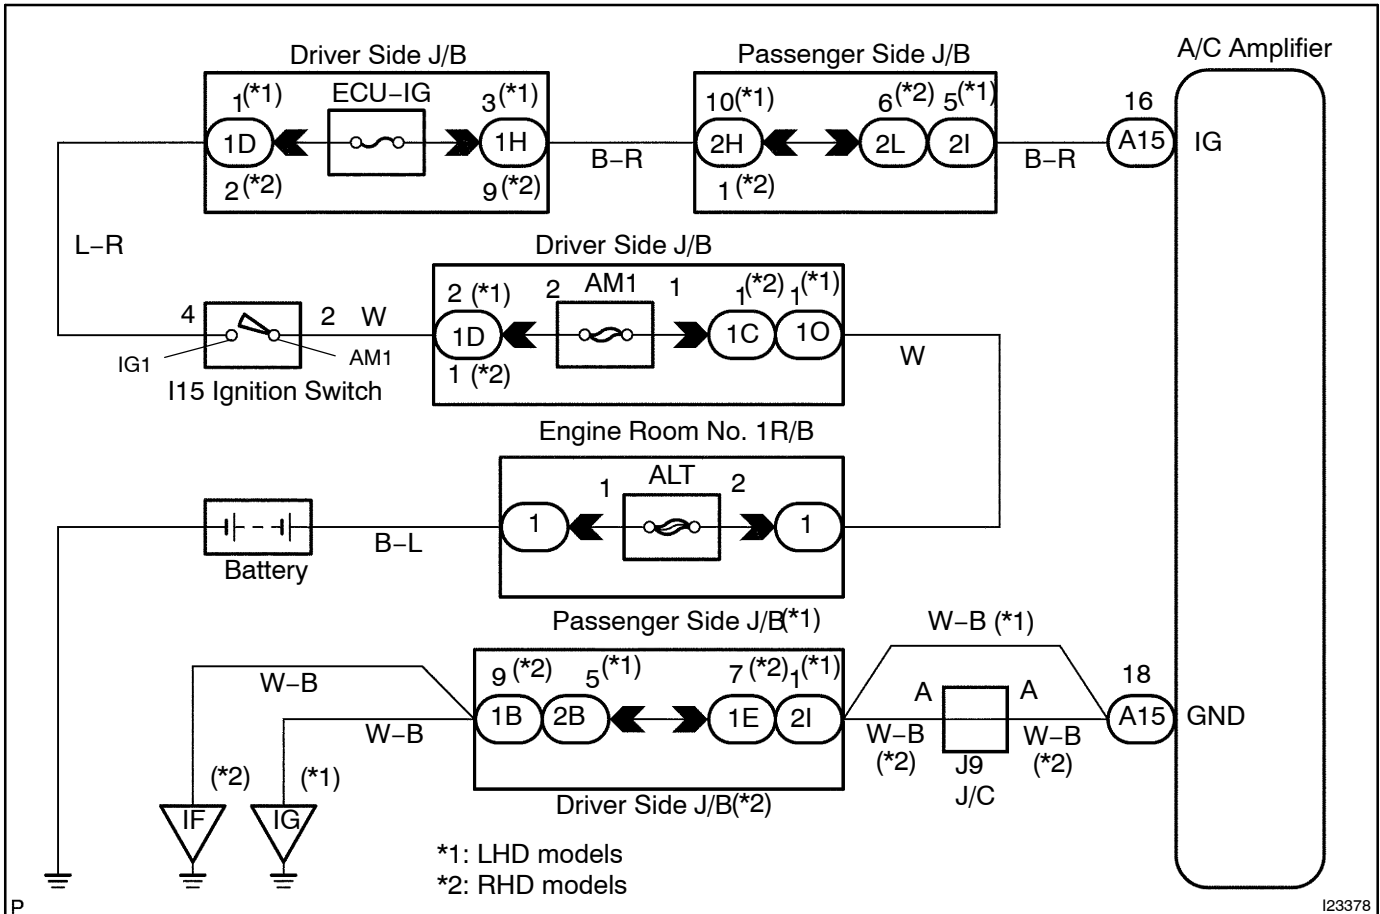 Driver Side J/B
Passenger Side J/B
A/C Amplifier
1(*1)
ECU–IG
3(*1)
10(*1)
6(*2)
5(*1)
16
1D
1H
2H
2L
2I
A15
IG
B–R
B–R
2(*2)
9(*2)
1(*2)
L–R
Driver Side J/B
2 (*1)
2
AM1
1
1(*2)
1(*1)
4
2
W
1D
1C
1O
W
IG1
AM1
1 (*2)
I15 Ignition Switch
Engine Room No. 1R/B
1
ALT
2
1
1
B–L
Battery
Passenger Side J/B(*1)
W–B (*1)
9 (*2)
5(*1)
7 (*2)
1(*1)
18
W–B
A
A
1B
2B
1E
2I
A15
GND
W–B
W–B
(*2)
W–B
(*2)
J9
J/C
(*2)
(*1)
Driver Side J/B(*2)
IF
IG
*1: LHD models
*2: RHD models
P
I23378